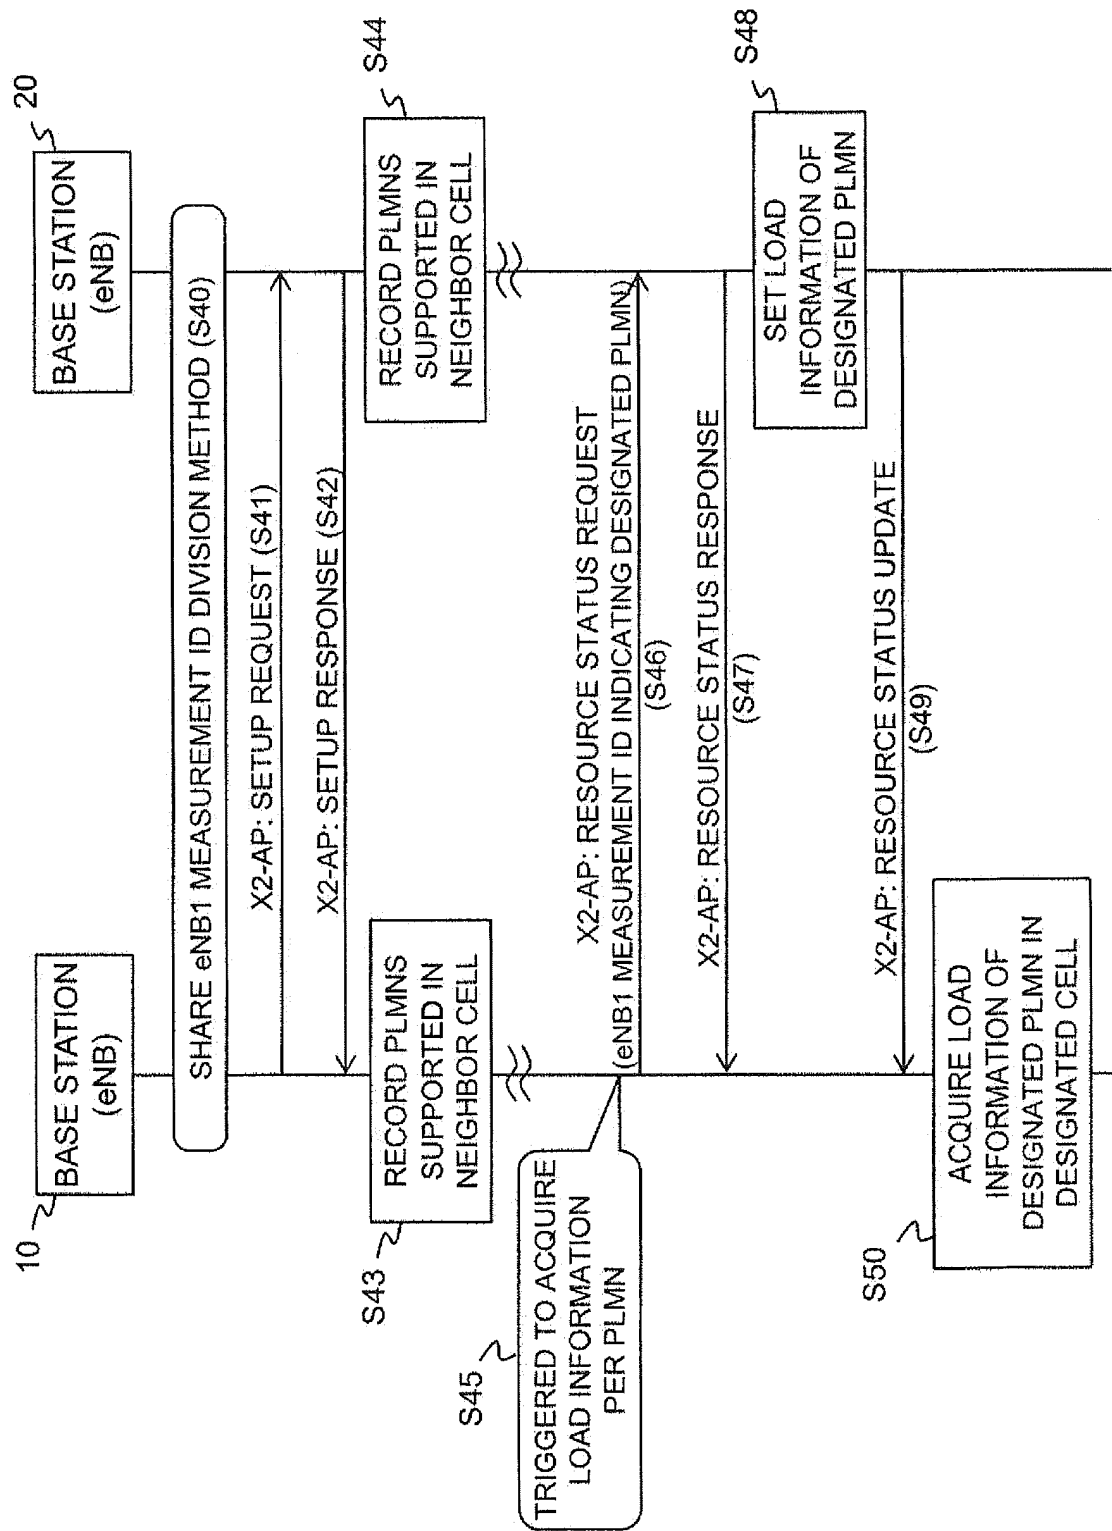 10
BASE STATION
(eNB)
20
BASE STATION
(eNB)
SHARE eNB1 MEASUREMENT ID DIVISION METHOD (S40)
X2-AP: SETUP REQUEST (S41)
X2-AP: SETUP RESPONSE (S42)
S43
RECORD PLMNS
SUPPORTED IN
NEIGHBOR CELL
S44
RECORD PLMNS
SUPPORTED IN
NEIGHBOR CELL
S45
TRIGGERED TO ACQUIRE
LOAD INFORMATION
PER PLMN
X2-AP: RESOURCE STATUS REQUEST
(eNB1 MEASUREMENT ID INDICATING DESIGNATED PLMN)
(S46)
X2-AP: RESOURCE STATUS RESPONSE
(S47)
S48
SET LOAD
INFORMATION OF
DESIGNATED PLMN
X2-AP: RESOURCE STATUS UPDATE
(S49)
S50
ACQUIRE LOAD
INFORMATION OF
DESIGNATED PLMN IN
DESIGNATED CELL